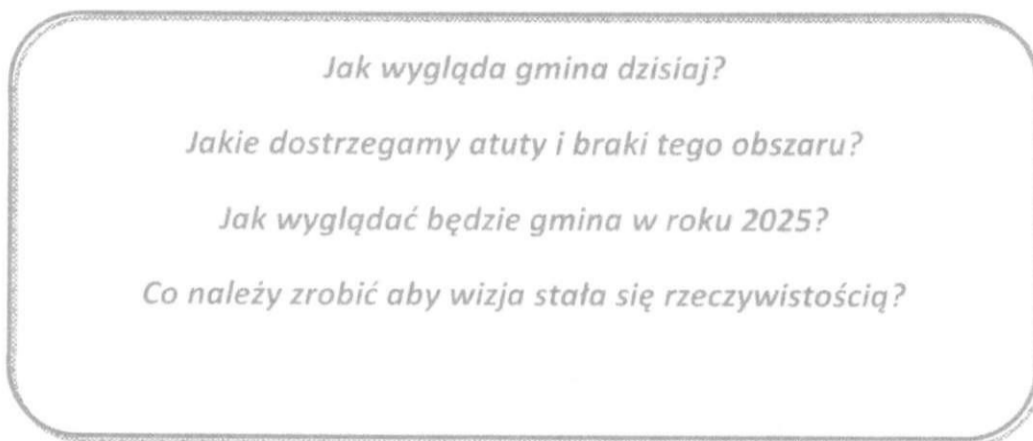 Jak wygląda gmina dzisiaj?
Jakie dostrzegamy atuty i braki tego obszaru?
Jak wyglądać będzie gmina w roku 2025?
Co należy zrobić aby wizja stała się rzeczywistością?